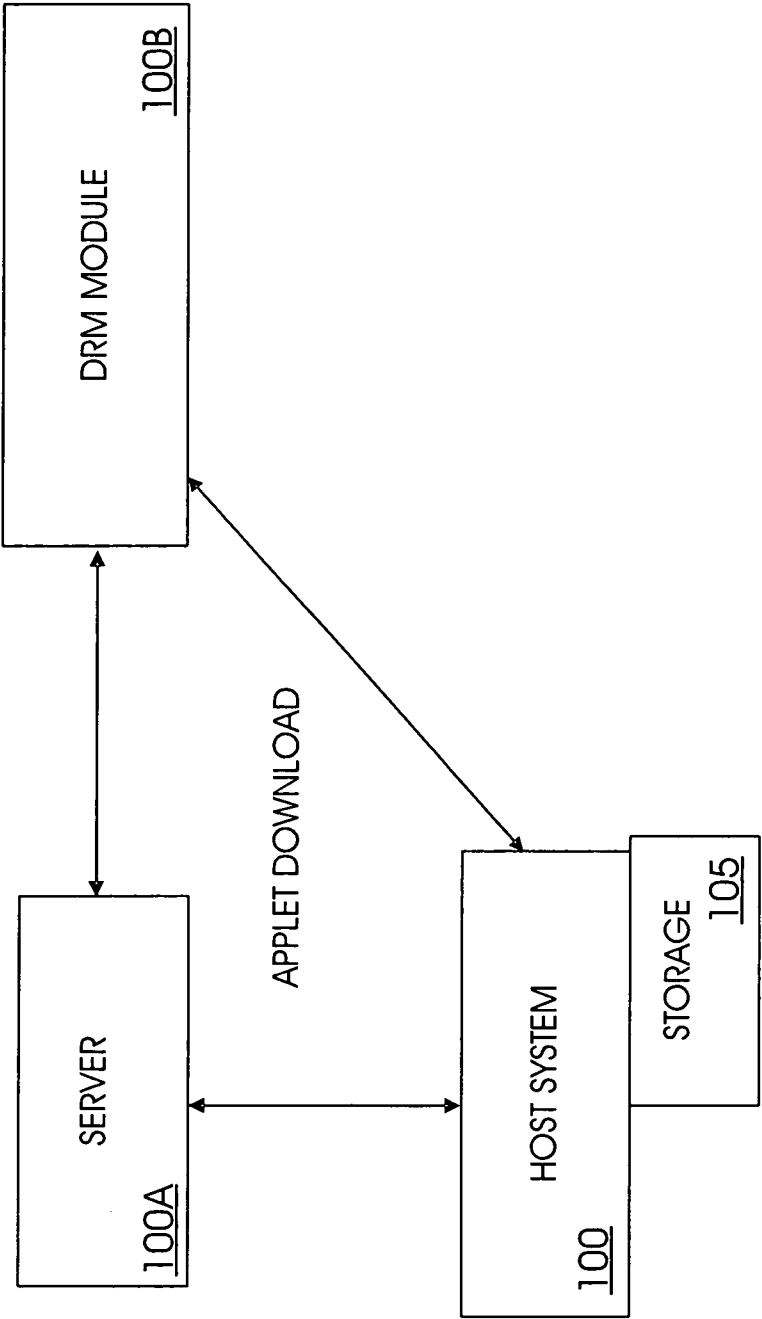 SERVER
100A
DRM MODULE
100B
APPLET DOWNLOAD
HOST SYSTEM
100
STORAGE
105